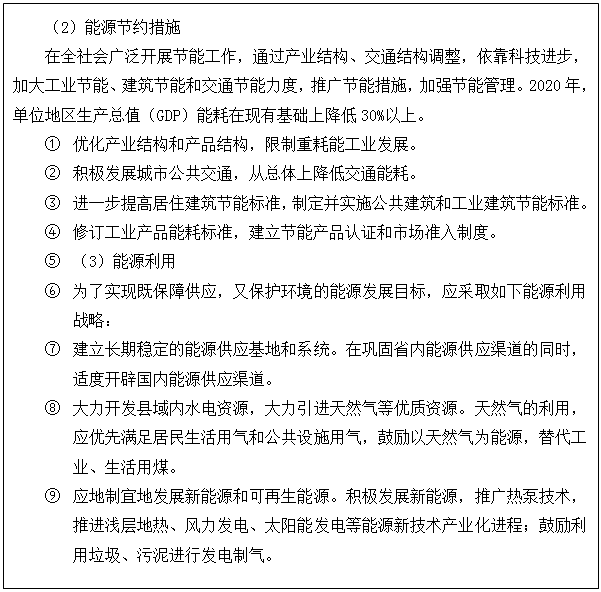 （2）能源节约措施
在全社会广泛开展节能工作，通过产业结构、交通结构调整，依靠科技进步，
加大工业节能、建筑节能和交通节能力度，推广节能措施，加强节能管理。2020 年，
单位地区生产总值（GDP）能耗在现有基础上降低 30%以上。
① 优化产业结构和产品结构，限制重耗能工业发展。
② 积极发展城市公共交通，从总体上降低交通能耗。
③ 进一步提高居住建筑节能标准，制定并实施公共建筑和工业建筑节能标准。
④ 修订工业产品能耗标准，建立节能产品认证和市场准入制度。
⑤ （3）能源利用
⑥ 为了实现既保障供应，又保护环境的能源发展目标，应采取如下能源利用
战略：
⑦ 建立长期稳定的能源供应基地和系统。在巩固省内能源供应渠道的同时，
适度开辟国内能源供应渠道。
⑧ 大力开发县域内水电资源，大力引进天然气等优质资源。天然气的利用，
应优先满足居民生活用气和公共设施用气，鼓励以天然气为能源，替代工
业、生活用煤。
⑨ 应地制宜地发展新能源和可再生能源。积极发展新能源，推广热泵技术，
推进浅层地热、风力发电、太阳能发电等能源新技术产业化进程；鼓励利
用垃圾、污泥进行发电制气。